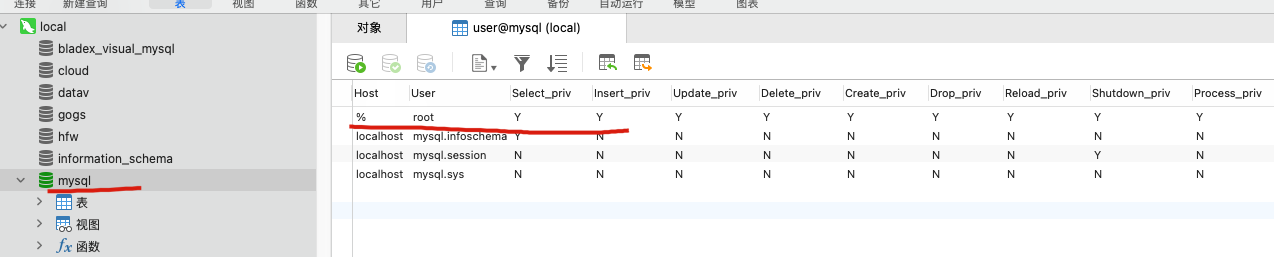 连接 新建查询 表 视图 函数 其它 用户 查询 备份 自动运行 模型 图表
local
bladex_visual_mysql
cloud
datav
gogs
hfw
information_schema
mysql
表
视图
函数
对象 user@mysql (local)
Host User Select_priv Insert_priv Update_priv Delete_priv Create_priv Drop_priv Reload_priv Shutdown_priv Process_priv
% root Y Y Y Y Y Y Y Y Y
localhost mysql.infoschema Y N N N N N N N N
localhost mysql.session N N N N N N N Y N
localhost mysql.sys N N N N N N N N N